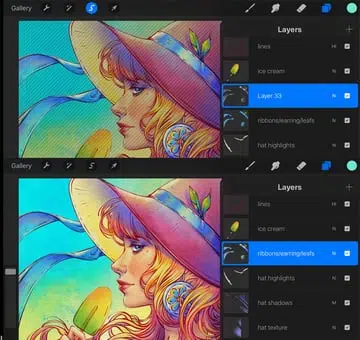 Gallery
Layers
lines
M
ice cream
N
Layer 33
N
ribbons/earring/leafs
N
hat highlights
N
Gallery
Layers
lines
M
ice cream
N
ribbons/earring/leafs
N
hat highlights
N
hat shadows
M
hat texture
N